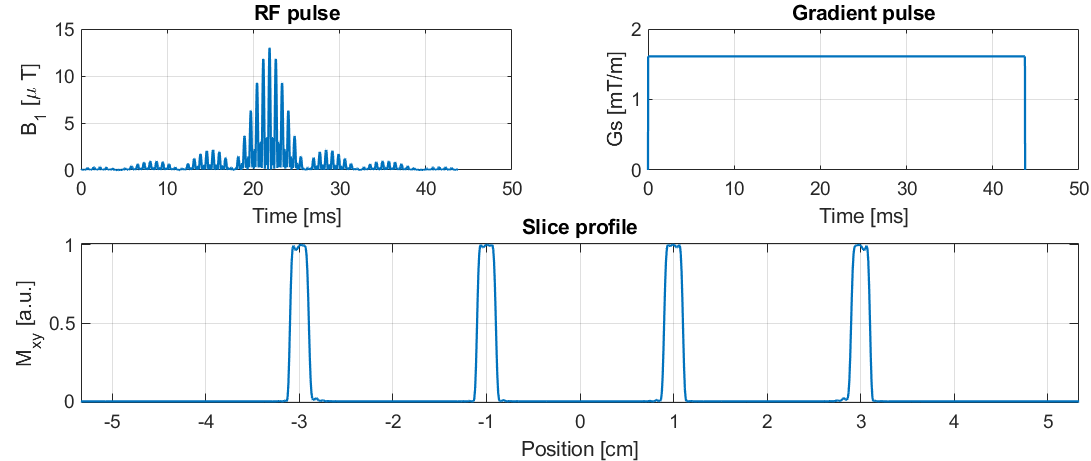 RF pulse
15
10
5
0
B1 [μ T]
0 10 20 30 40 50
Time [ms]
Gradient pulse
2
1
0
Gs [mT/m]
0 10 20 30 40 50
Time [ms]
Slice profile
1
0.5
0
Mxy [a.u.]
-5 -4 -3 -2 -1 0 1 2 3 4 5
Position [cm]